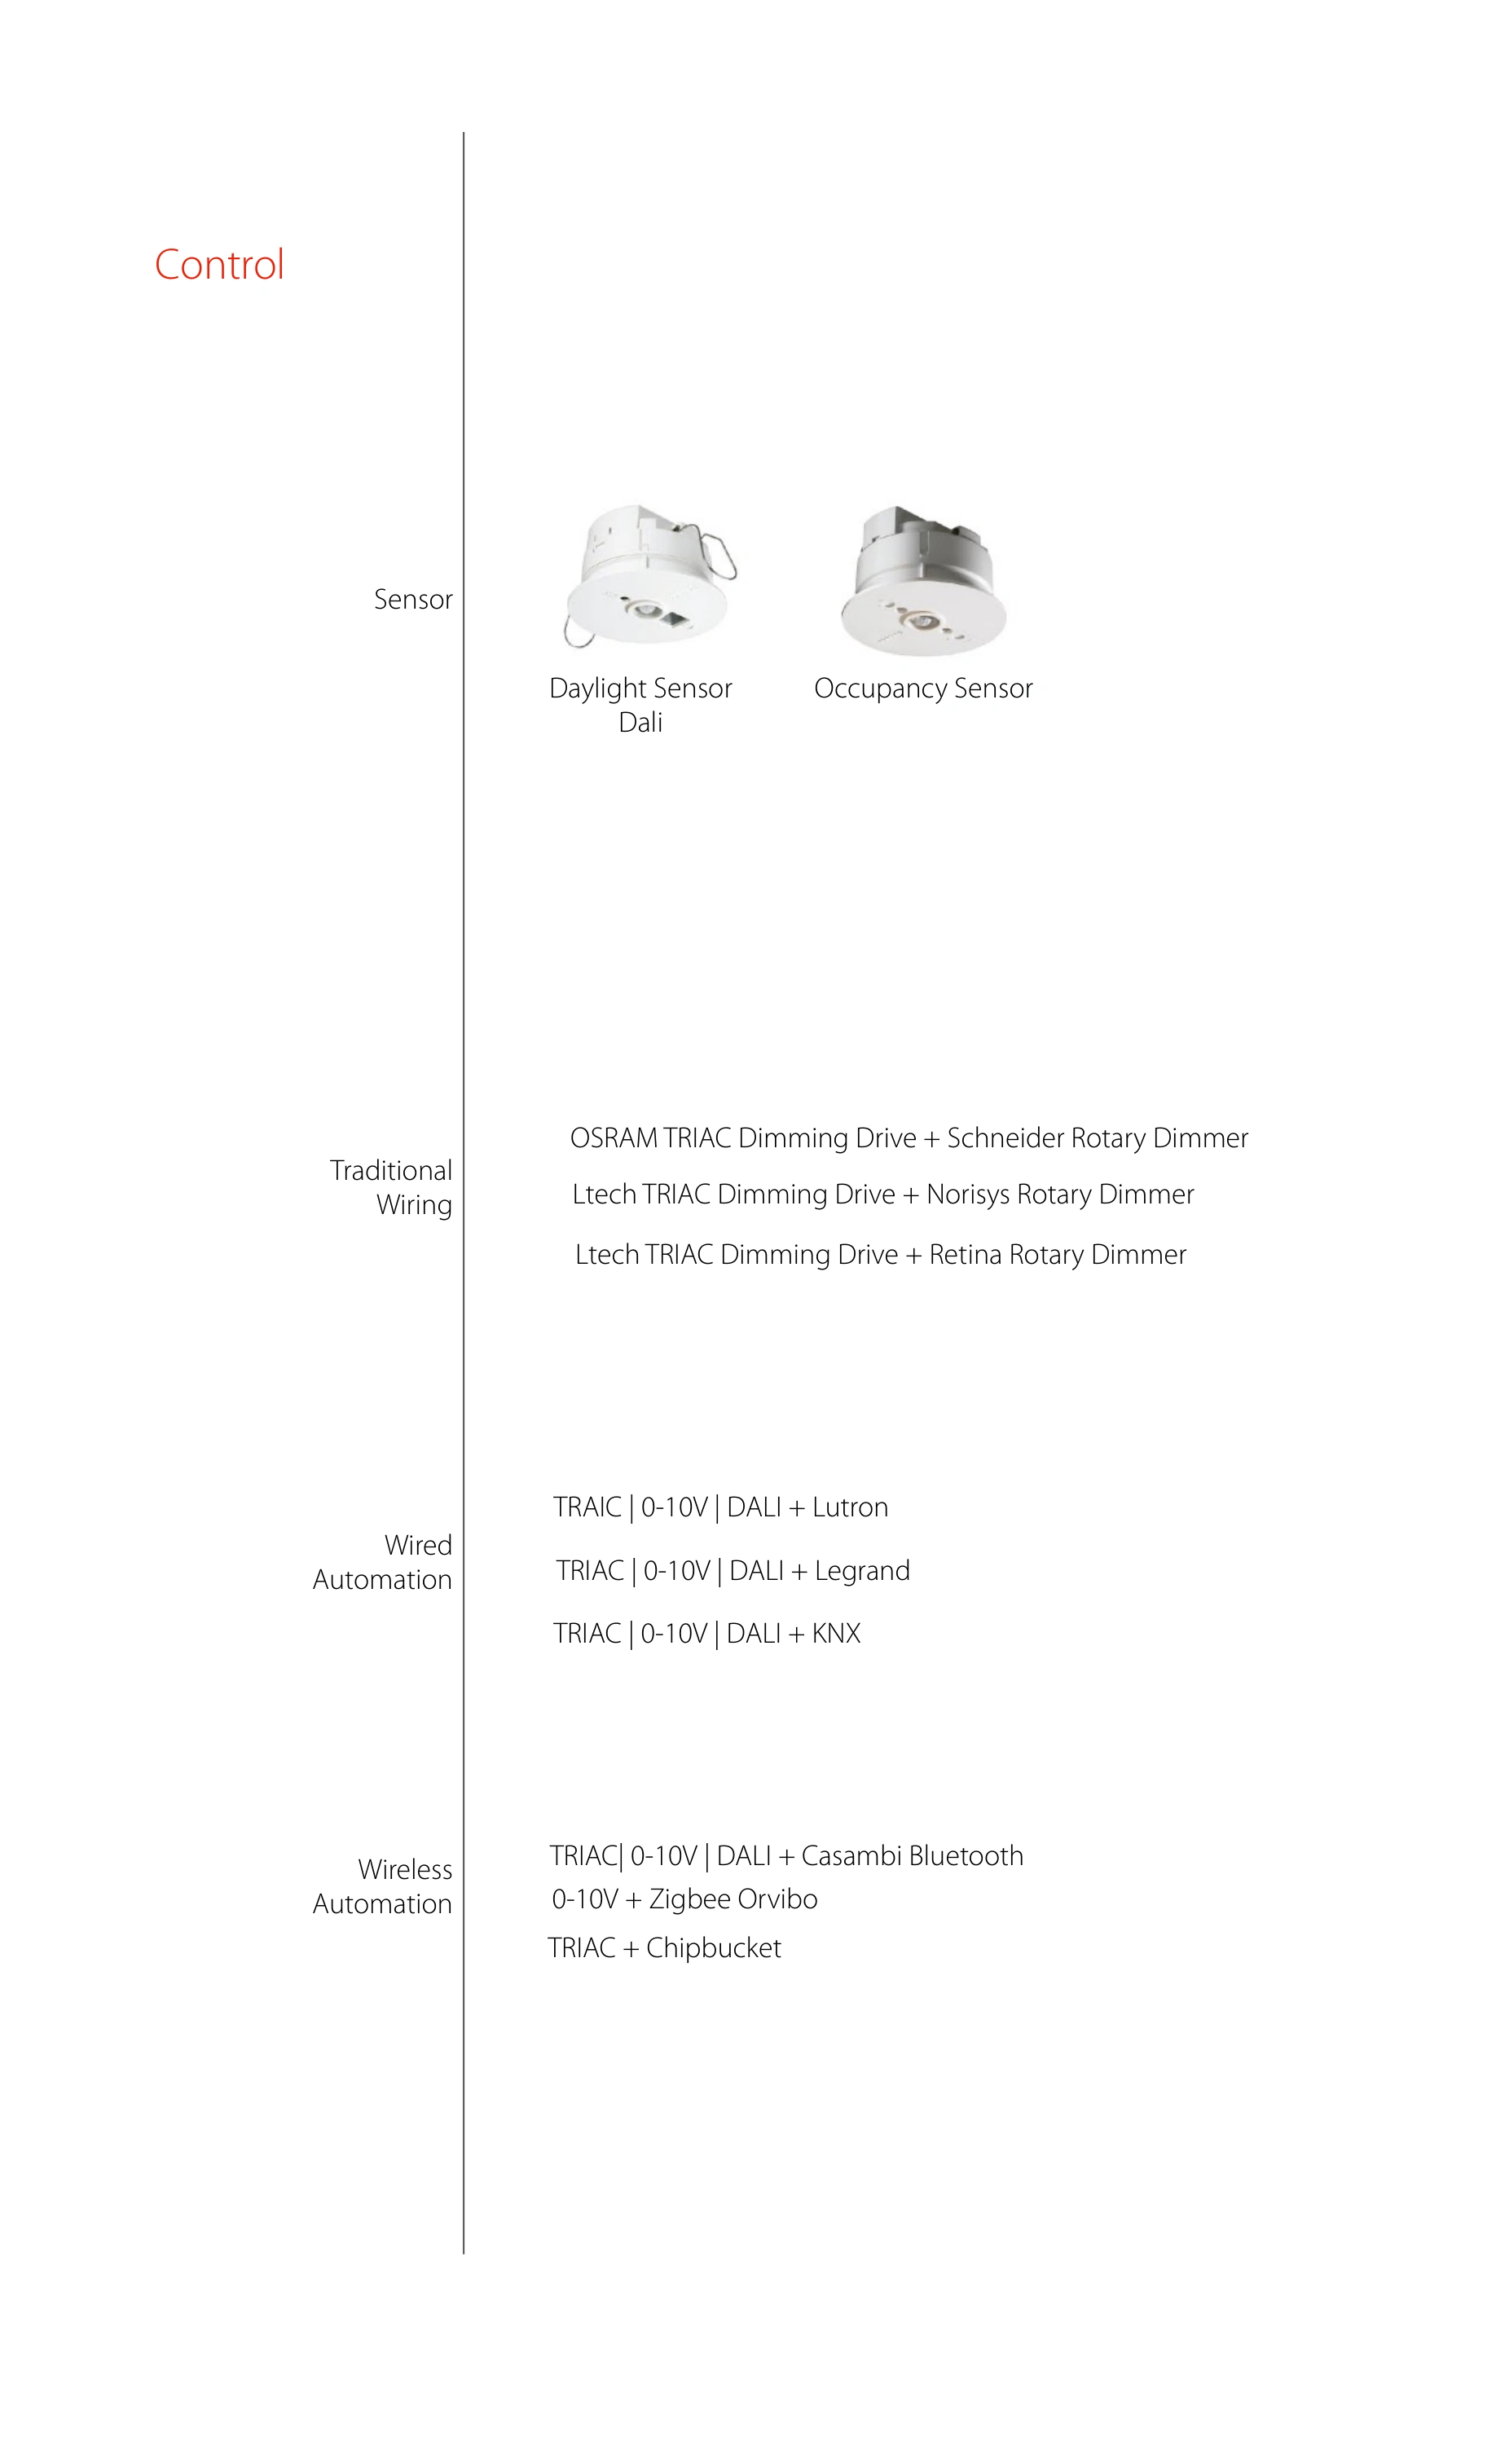 Control
Sensor
Daylight Sensor
Dali
Occupancy Sensor
Traditional
Wiring
OSRAM TRIAC Dimming Drive + Schneider Rotary Dimmer
Ltech TRIAC Dimming Drive + Norisys Rotary Dimmer
Ltech TRIAC Dimming Drive + Retina Rotary Dimmer
Wired
Automation
TRAIC | 0-10V | DALI + Lutron
TRIAC | 0-10V | DALI + Legrand
TRIAC | 0-10V | DALI + KNX
Wireless
Automation
TRIAC| 0-10V | DALI + Casambi Bluetooth
0-10V + Zigbee Orvibo
TRIAC + Chipbucket